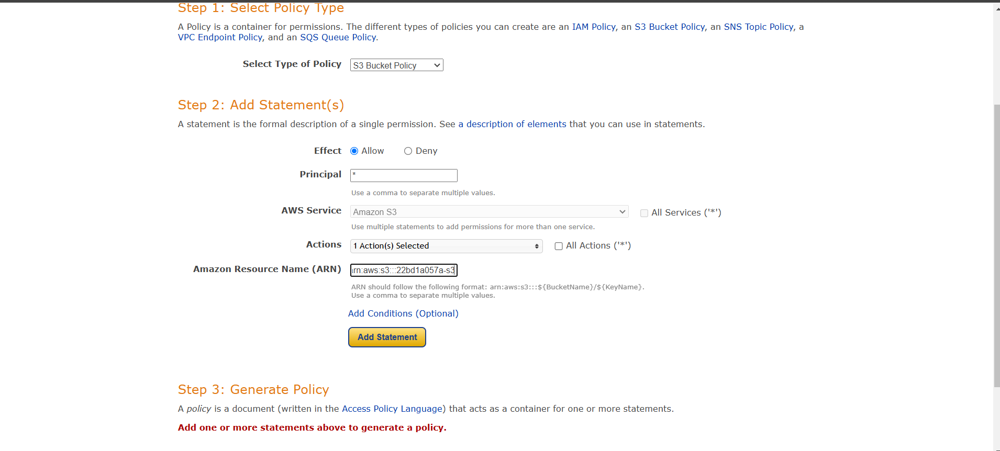 Step 1: Select Policy Type
A Policy is a container for permissions. The different types of policies you can create are an IAM Policy, an S3 Bucket Policy, an SNS Topic Policy, a
VPC Endpoint Policy, and an SQS Queue Policy.
Select Type of Policy S3 Bucket Policy
Step 2: Add Statement(s)
A statement is the formal description of a single permission. See a description of elements that you can use in statements.
Effect Allow Deny
Principal *
Use a comma to separate multiple values.
AWS Service Amazon S3 All Services ('*')
Use multiple statements to add permissions for more than one service.
Actions 1 Action(s) Selected All Actions ('*')
Amazon Resource Name (ARN) rn:aws:s3:::22bd1a057a-s3
ARN should follow the following format: arn:aws:s3:::${BucketName}/${KeyName}.
Use a comma to separate multiple values.
Add Conditions (Optional)
Add Statement
Step 3: Generate Policy
A policy is a document (written in the Access Policy Language) that acts as a container for one or more statements.
Add one or more statements above to generate a policy.